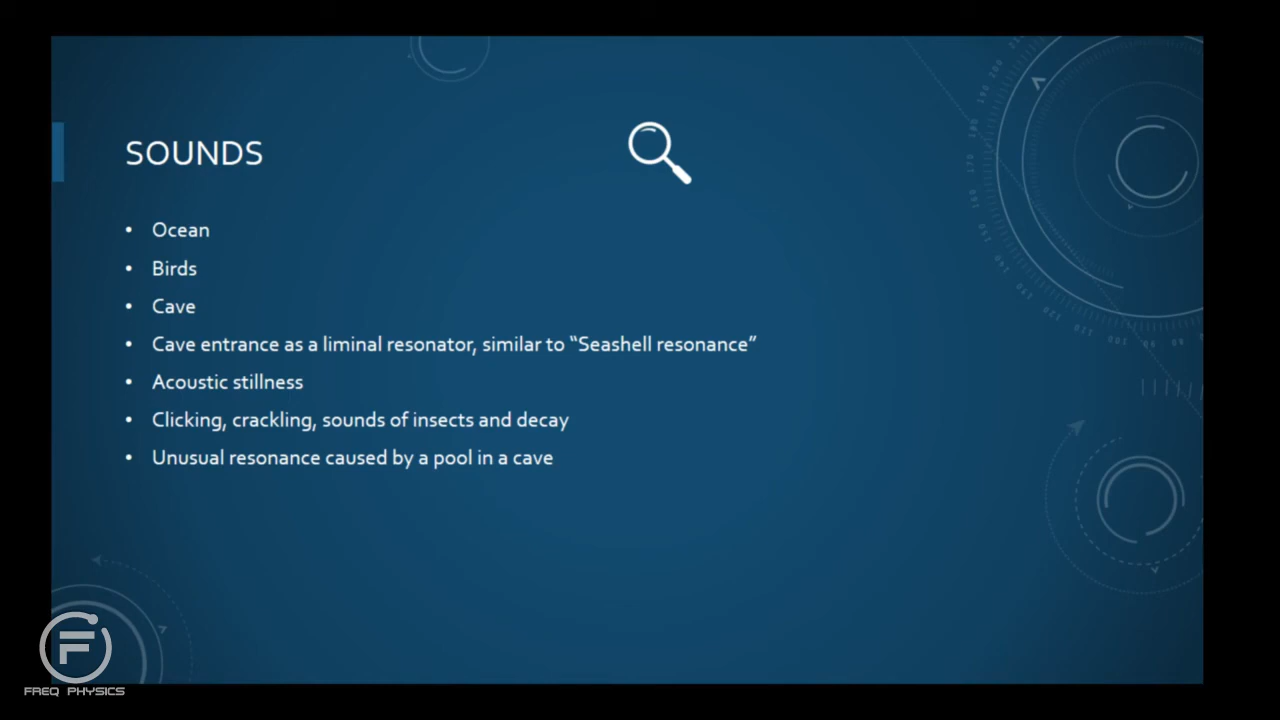 SOUNDS
• Ocean
• Birds
• Cave
• Cave entrance as a liminal resonator, similar to “Seashell resonance”
• Acoustic stillness
• Clicking, crackling, sounds of insects and decay
• Unusual resonance caused by a pool in a cave
F
FREQ PHYSICS